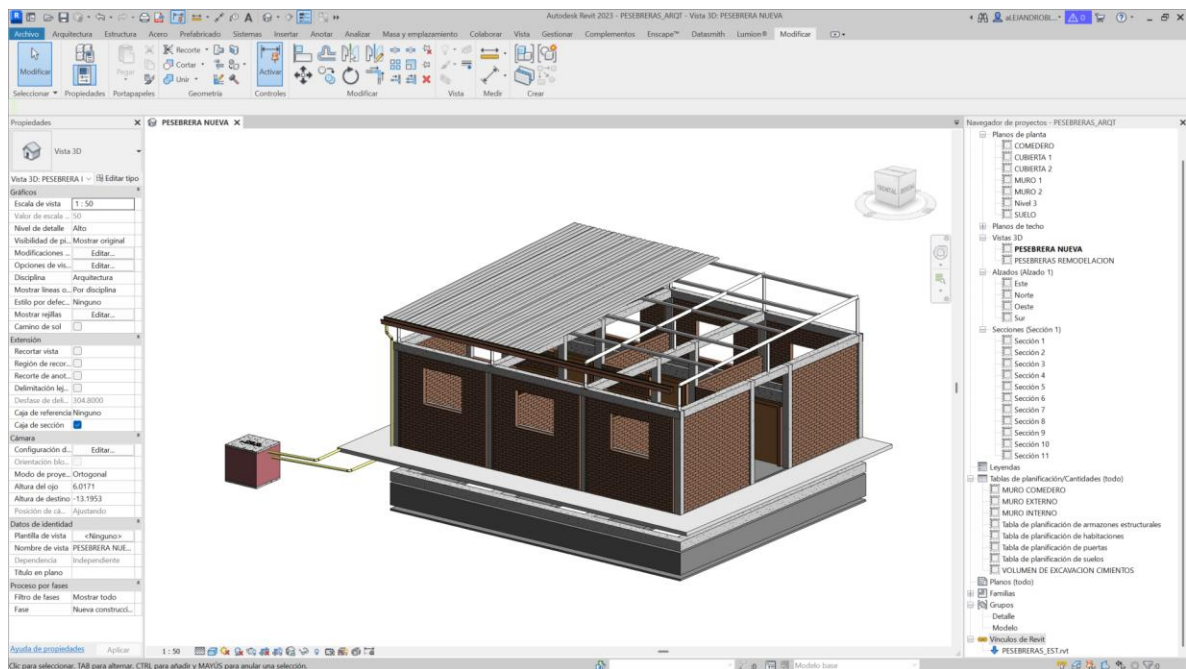 Autodesk Revit 2023 - PESEBRERAS_ARQT - Vista 3D: PESEBRERA NUEVA
Archivo Arquitectura Estructura Acero Prefabricado Sistemas Insertar Anotar Analizar Masa y emplazamiento Colaborar Vista Gestionar Complementos Enscape™ Datasmith Lumion® Modificar
Modificar
Pegar
Recorte
Cortar
Unir
Activar
Seleccionar Propiedades Portapapeles Geometría Controles Modificar Vista Medir Crear
Propiedades
Vista 3D
Vista 3D: PESEBRERA Editar tipo
Gráficos
Escala de vista 1 : 50
Valor de escala ... 50
Nivel de detalle Alto
Visibilidad de pi... Mostrar original
Modificaciones ... Editar...
Opciones de vis... Editar...
Disciplina Arquitectura
Mostrar líneas o... Por disciplina
Estilo por defec... Ninguno
Mostrar rejillas Editar...
Camino de sol
Extensión
Recortar vista
Región de recor...
Recorte de anot...
Delimitación lej...
Desfase de deli... 304.8000
Caja de referencia Ninguno
Caja de sección
Cámara
Configuración d... Editar...
Orientación blo...
Modo de proye... Ortogonal
Altura del ojo 6.0171
Altura de destino -13.1953
Posición de cá... Ajustando
Datos de identidad
Plantilla de vista <Ninguno>
Nombre de vista PESEBRERA NUE...
Dependencia Independiente
Título en plano
Proceso por fases
Filtro de fases Mostrar todo
Fase Nueva construcci...
Ayuda de propiedades Aplicar
PESEBRERA NUEVA
FRONTAL
1 : 50
Clic para seleccionar, TAB para alternar, CTRL para añadir y MAYÚS para anular una selección.
Modelo base
Navegador de proyectos - PESEBRERAS_ARQT
Planos de planta
COMEDERO
CUBIERTA 1
CUBIERTA 2
MURO 1
MURO 2
Nivel 3
SUELO
Planos de techo
Vistas 3D
PESEBRERA NUEVA
PESEBRERAS REMODELACION
Alzados (Alzado 1)
Este
Norte
Oeste
Sur
Secciones (Sección 1)
Sección 1
Sección 2
Sección 3
Sección 4
Sección 5
Sección 6
Sección 7
Sección 8
Sección 9
Sección 10
Sección 11
Leyendas
Tablas de planificación/Cantidades (todo)
MURO COMEDERO
MURO EXTERNO
MURO INTERNO
Tabla de planificación de armazones estructurales
Tabla de planificación de habitaciones
Tabla de planificación de puertas
Tabla de planificación de suelos
VOLUMEN DE EXCAVACION CIMIENTOS
Planos (todo)
Familias
Grupos
Detalle
Modelo
Vínculos de Revit
PESEBRERAS_EST.rvt